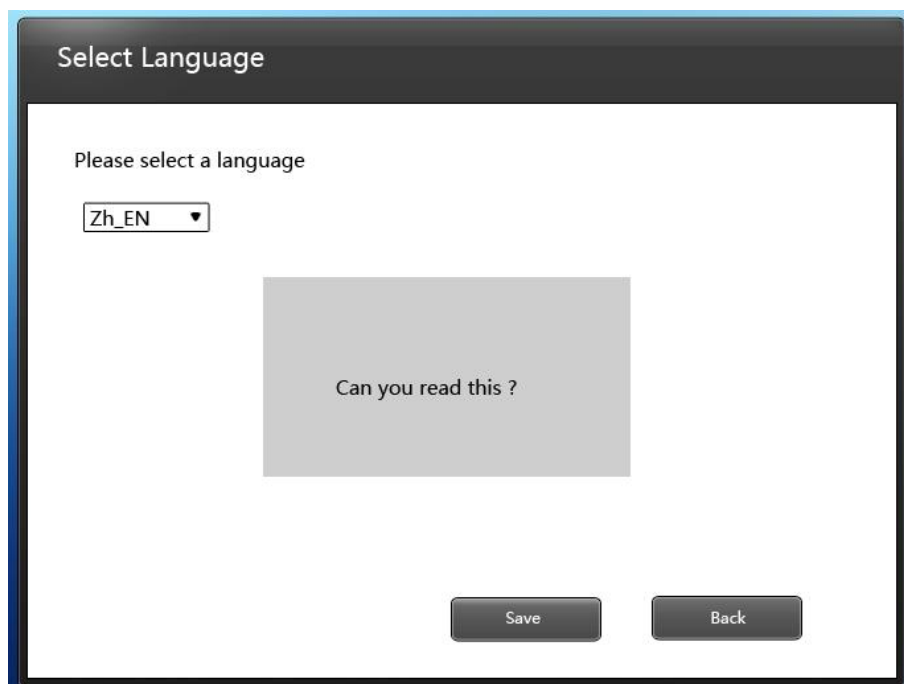 Select Language
Please select a language
Zh_EN
Can you read this ?
Save
Back